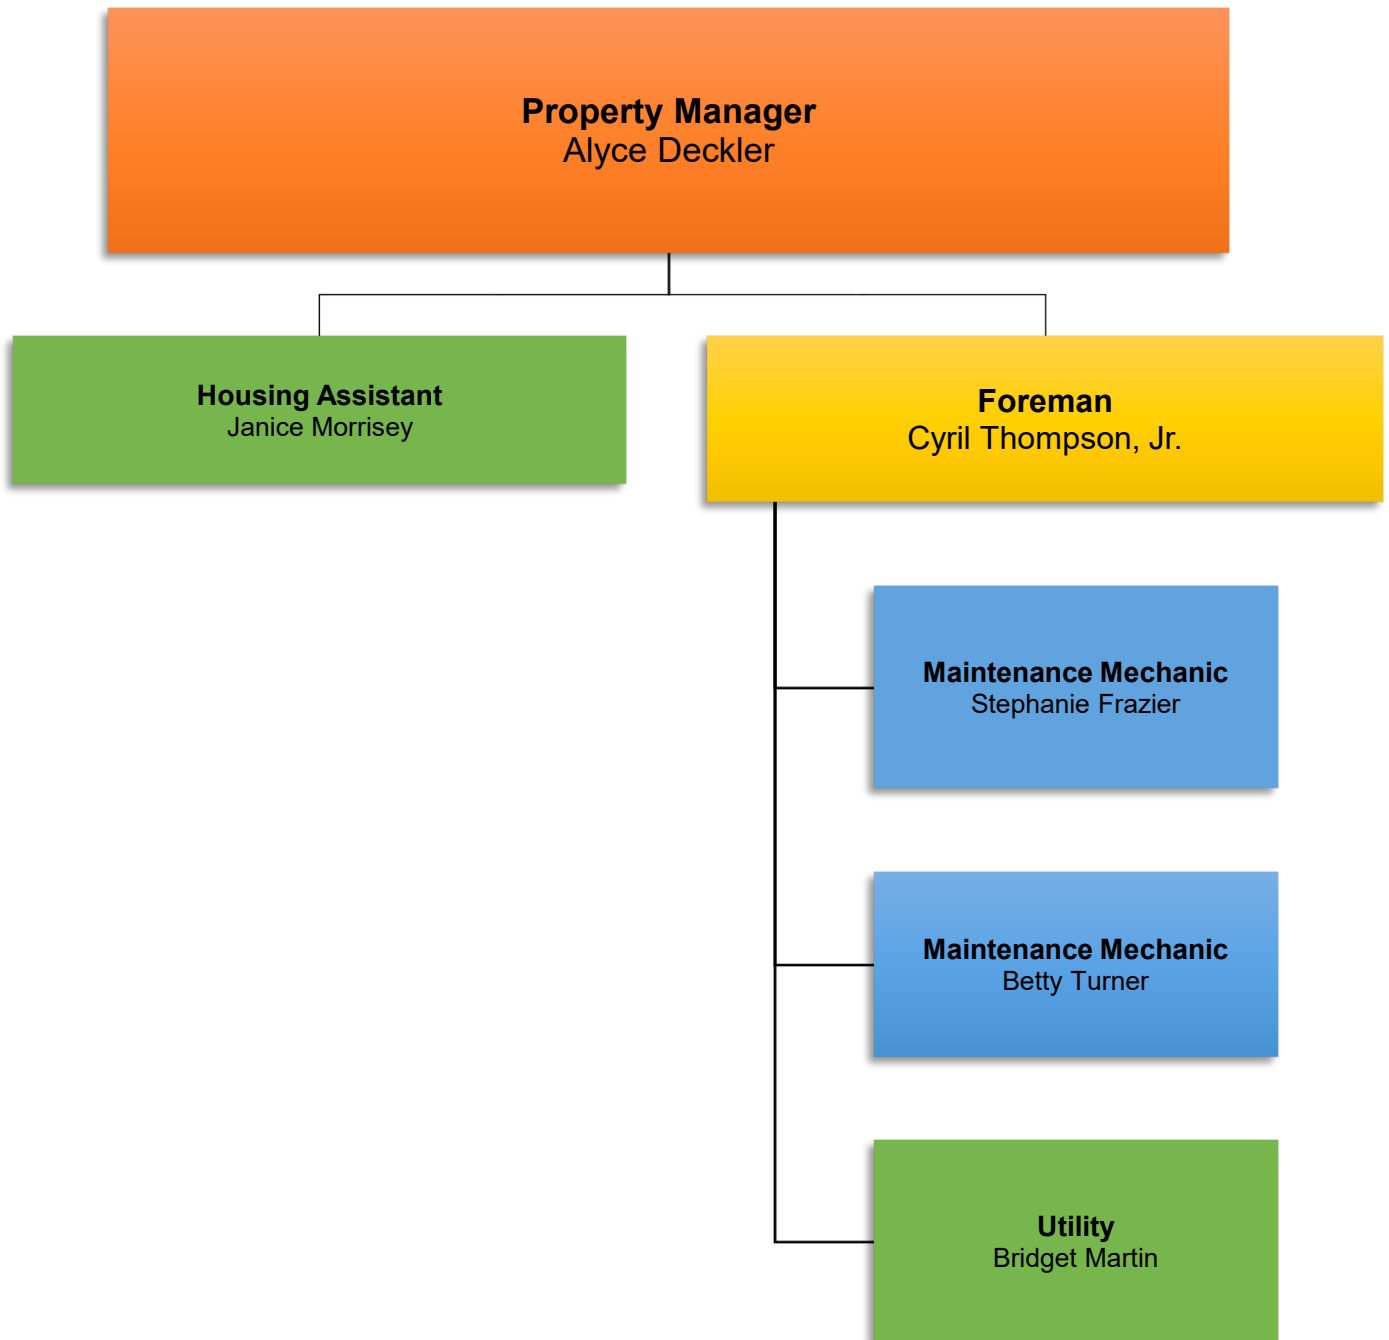 Property Manager
Alyce Deckler
Housing Assistant
Janice Morrisey
Foreman
Cyril Thompson, Jr.
Maintenance Mechanic
Stephanie Frazier
Maintenance Mechanic
Betty Turner
Utility
Bridget Martin